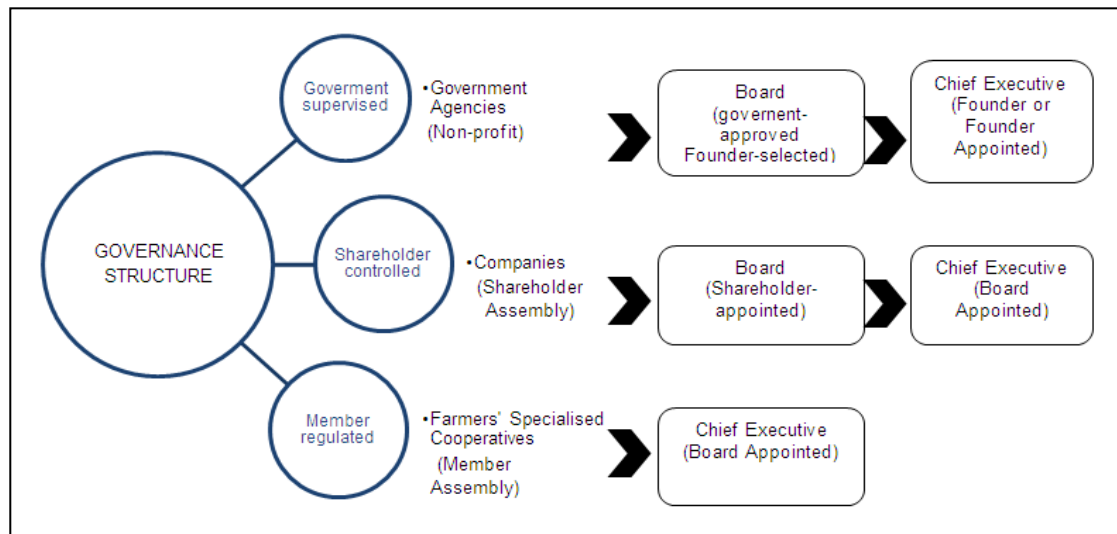 GOVERNANCE
STRUCTURE
Goverment
supervised
•Government
Agencies
(Non-profit)
Board
(governent-
approved
Founder-selected)
Chief Executive
(Founder or
Founder
Appointed)
Shareholder
controlled
•Companies
(Shareholder
Assembly)
Board
(Shareholder-
appointed)
Chief Executive
(Board
Appointed)
Member
regulated
•Farmers' Specialised
Cooperatives
(Member
Assembly)
Chief Executive
(Board Appointed)